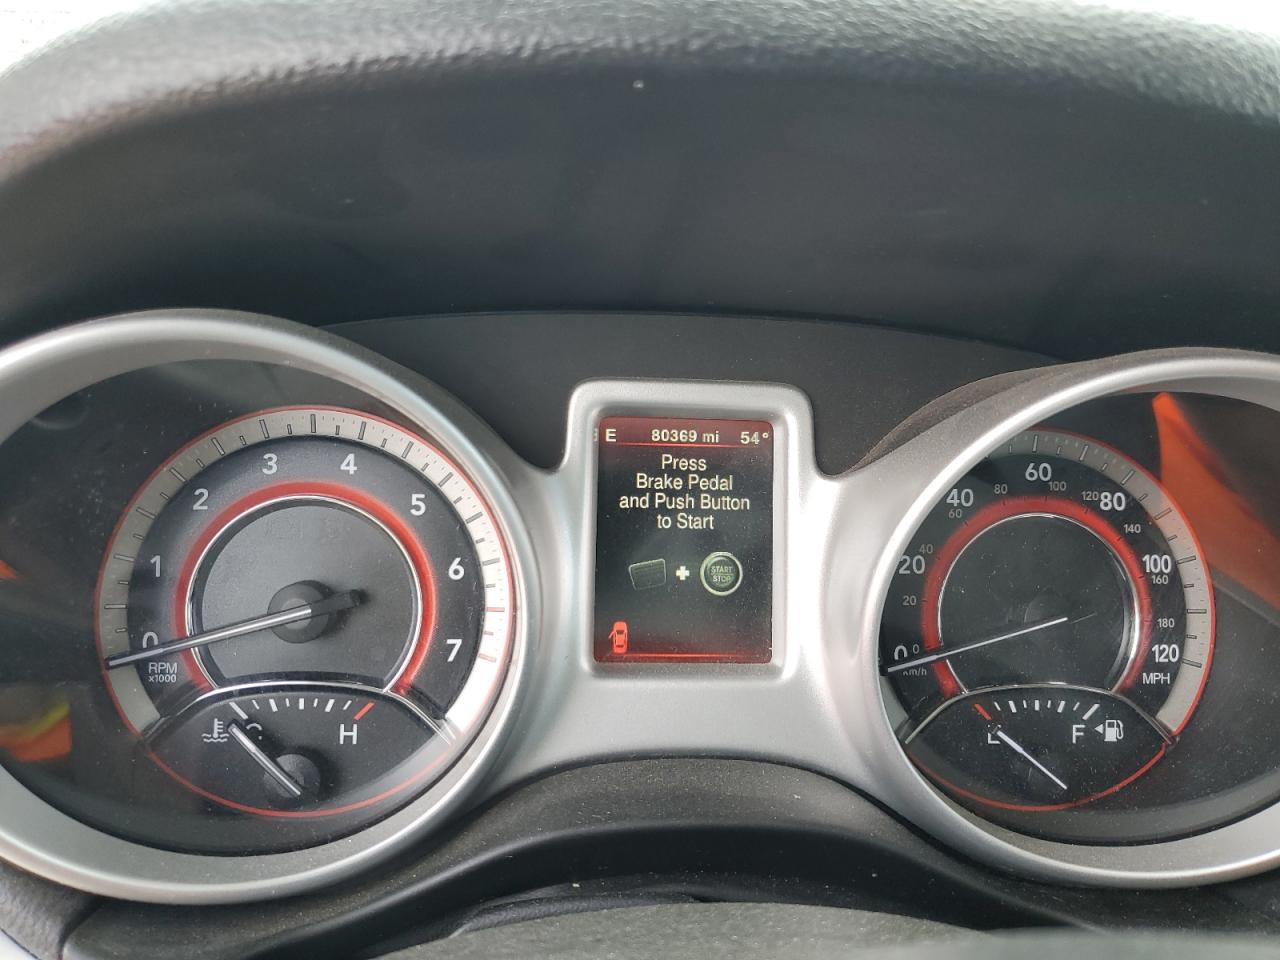 E 80369 mi 54°
Press
Brake Pedal
and Push Button
to Start
+ START
STOP
0 1 2 3 4 5 6 7
RPM
x1000
C H
0 20 40 60 80 100 120
0 20 40 60 80 100 120 140 160 180
km/h
MPH
E F